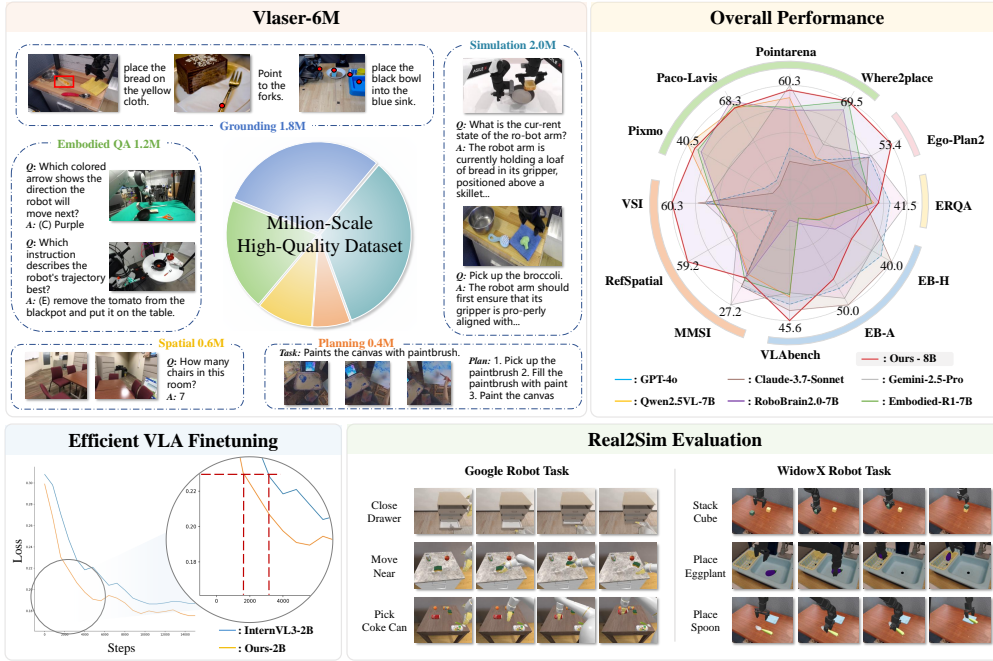 Vlaser-6M
place the
bread on
the yellow
cloth.
Point
to the
forks.
place the
black bowl
into the
blue sink.
Grounding 1.8M
Simulation 2.0M
Q: What is the cur-rent
state of the ro-bot arm?
A: The robot arm is
currently holding a loaf
of bread in its gripper,
positioned above a
skillet...
Q: Pick up the broccoli.
A: The robot arm should
first ensure that its
gripper is pro-perly
aligned with...
Embodied QA 1.2M
Q: Which colored
arrow shows the
direction the
robot will
move next?
A: (C) Purple
Q: Which
instruction
describes the
robot's trajectory
best?
A: (E) remove the tomato from the
blackpot and put it on the table.
Million-Scale
High-Quality Dataset
Spatial 0.6M
Q: How many
chairs in this
room?
A: 7
Planning 0.4M
Task: Paints the canvas with paintbrush.
Plan: 1. Pick up the
paintbrush 2. Fill the
paintbrush with paint
3. Paint the canvas
Overall Performance
Pointarena
60.3
Where2place
69.5
Ego-Plan2
53.4
ERQA
41.5
EB-H
40.0
EB-A
50.0
VLAbench
45.6
MMSI
27.2
RefSpatial
59.2
VSI
60.3
Pixmo
40.5
Paco-Lavis
68.3
: Ours - 8B
: GPT-4o
: Claude-3.7-Sonnet
: Gemini-2.5-Pro
: Qwen2.5VL-7B
: RoboBrain2.0-7B
: Embodied-R1-7B
Efficient VLA Finetuning
Loss
0.22
0.20
0.18
0
2000
4000
Steps
: InternVL3-2B
: Ours-2B
Real2Sim Evaluation
Google Robot Task
Close
Drawer
Move
Near
Pick
Coke Can
WidowX Robot Task
Stack
Cube
Place
Eggplant
Place
Spoon